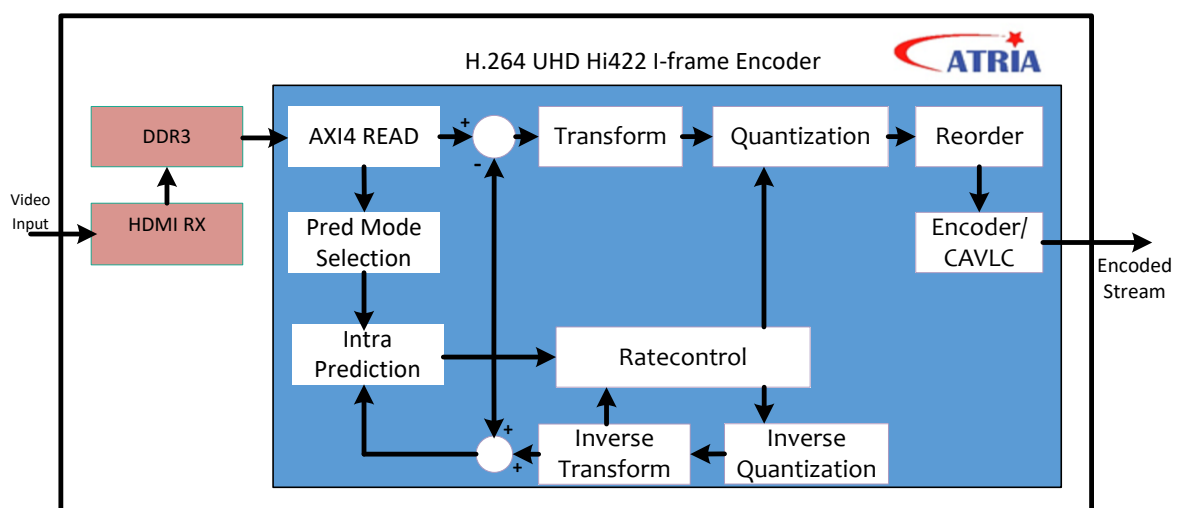 H.264 UHD Hi422 I-frame Encoder
ATRIA
DDR3
AXI4 READ
+
-
Transform
Quantization
Reorder
Video
Input
HDMI RX
Pred Mode
Selection
Encoder/
CAVLC
Encoded
Stream
Intra
Prediction
Ratecontrol
+
+
Inverse
Transform
Inverse
Quantization